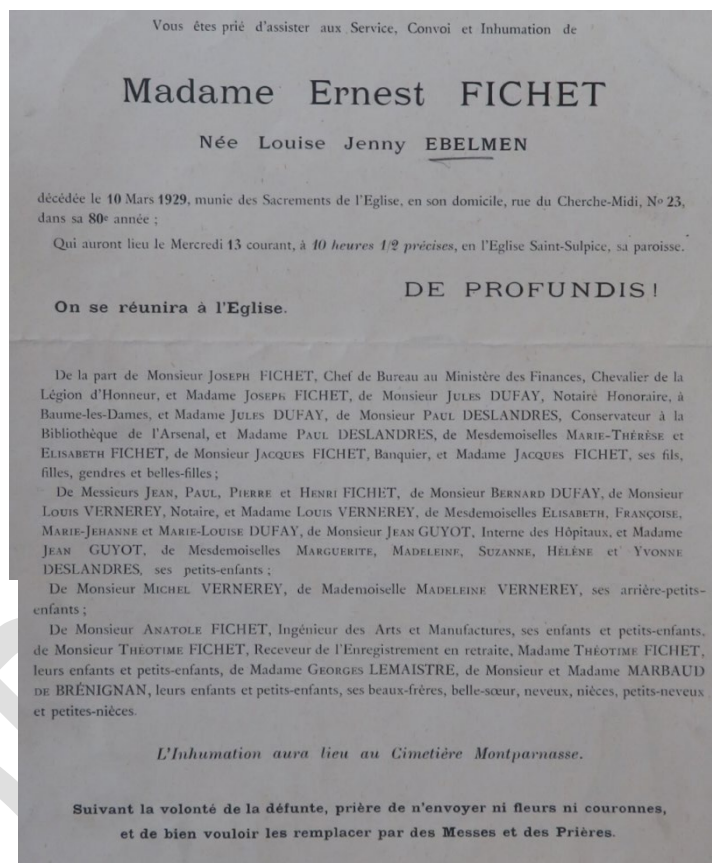 Vous êtes prié d'assister aux Service, Convoi et Inhumation de
Madame Ernest FICHET
Née Louise Jenny EBELMEN
décédée le 10 Mars 1929, munie des Sacrements de l'Eglise, en son domicile, rue du Cherche-Midi, Nº 23,
dans sa 80e année ;
Qui auront lieu le Mercredi 13 courant, à 10 heures 1/2 précises, en l'Eglise Saint-Sulpice, sa paroisse.
DE PROFUNDIS !
On se réunira à l'Eglise.
De la part de Monsieur JOSEPH FICHET, Chef de Bureau au Ministère des Finances, Chevalier de la
Légion d'Honneur, et Madame JOSEPH FICHET, de Monsieur JULES DUFAY, Notaire Honoraire, à
Baume-les-Dames, et Madame JULES DUFAY, de Monsieur PAUL DESLANDRES, Conservateur à la
Bibliothèque de l'Arsenal, et Madame PAUL DESLANDRES, de Mesdemoiselles MARIE-THÉRÈSE et
ELISABETH FICHET, de Monsieur JACQUES FICHET, Banquier, et Madame JACQUES FICHET, ses fils,
filles, gendres et belles-filles ;
De Messieurs JEAN, PAUL, PIERRE et HENRI FICHET, de Monsieur BERNARD DUFAY, de Monsieur
LOUIS VERNEREY, Notaire, et Madame LOUIS VERNEREY, de Mesdemoiselles ELISABETH, FRANÇOISE,
MARIE-JEHANNE et MARIE-LOUISE DUFAY, de Monsieur JEAN GUYOT, Interne des Hôpitaux, et Madame
JEAN GUYOT, de Mesdemoiselles MARGUERITE, MADELEINE, SUZANNE, HÉLÈNE et YVONNE
DESLANDRES, ses petits-enfants ;
De Monsieur MICHEL VERNEREY, de Mademoiselle MADELEINE VERNEREY, ses arrière-petits-
enfants ;
De Monsieur ANATOLE FICHET, Ingénieur des Arts et Manufactures, ses enfants et petits-enfants,
de Monsieur THÉOTIME FICHET, Receveur de l'Enregistrement en retraite, Madame THÉOTIME FICHET,
leurs enfants et petits-enfants, de Madame GEORGES LEMAISTRE, de Monsieur et Madame MARBAUD
DE BRÉNIGNAN, leurs enfants et petits-enfants, ses beaux-frères, belle-sœur, neveux, nièces, petits-neveux
et petites-nièces.
L'Inhumation aura lieu au Cimetière Montparnasse.
Suivant la volonté de la défunte, prière de n'envoyer ni fleurs ni couronnes,
et de bien vouloir les remplacer par des Messes et des Prières.